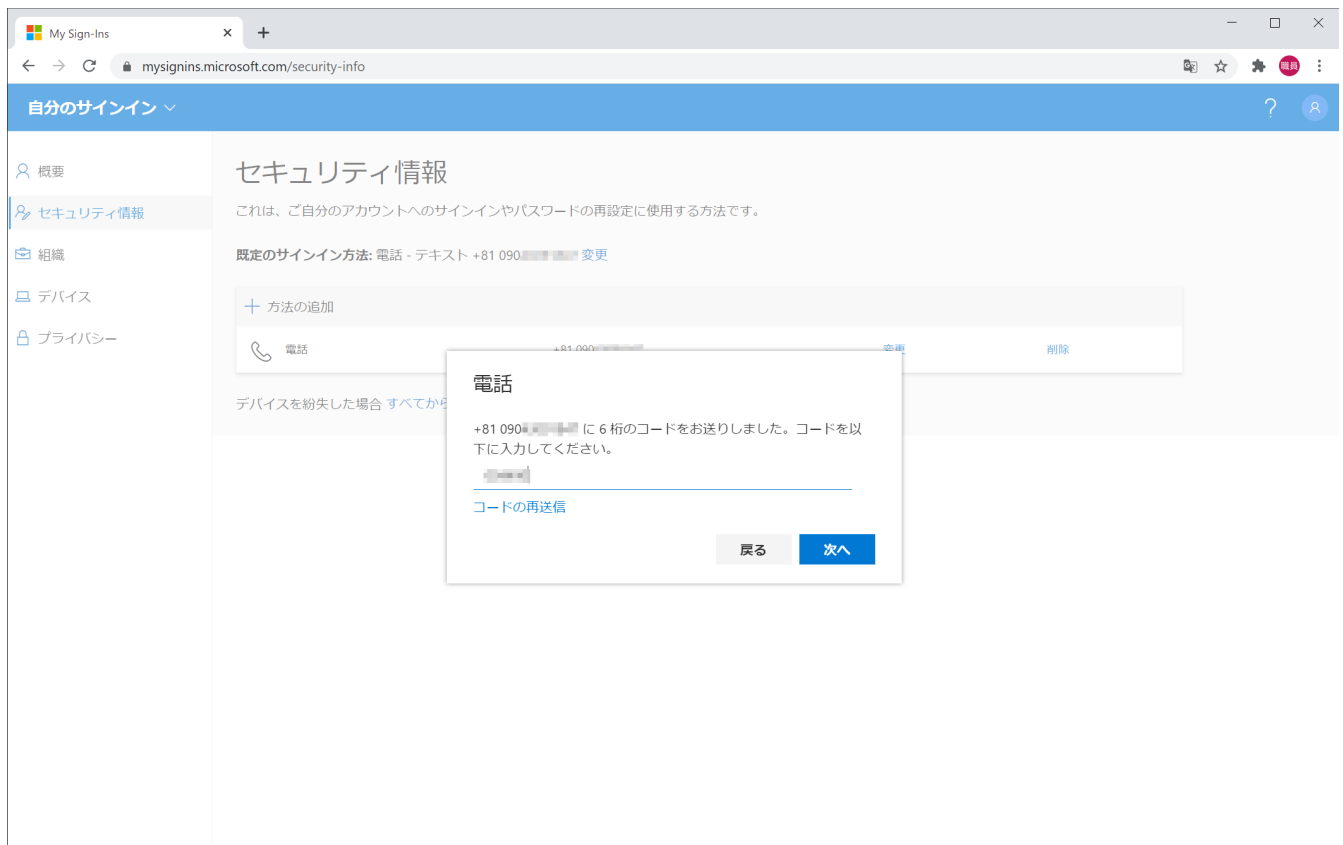 My Sign-Ins
mysignins.microsoft.com/security-info
職員
自分のサインイン
?
概要
セキュリティ情報
組織
デバイス
プライバシー
セキュリティ情報
これは、ご自分のアカウントへのサインインやパスワードの再設定に使用する方法です。
既定のサインイン方法: 電話 - テキスト +81 090 変更
方法の追加
電話 +81 090 変更 削除
デバイスを紛失した場合 すべてから
電話
+81 090 に 6 桁のコードをお送りしました。コードを以
下に入力してください。
コードの再送信
戻る
次へ